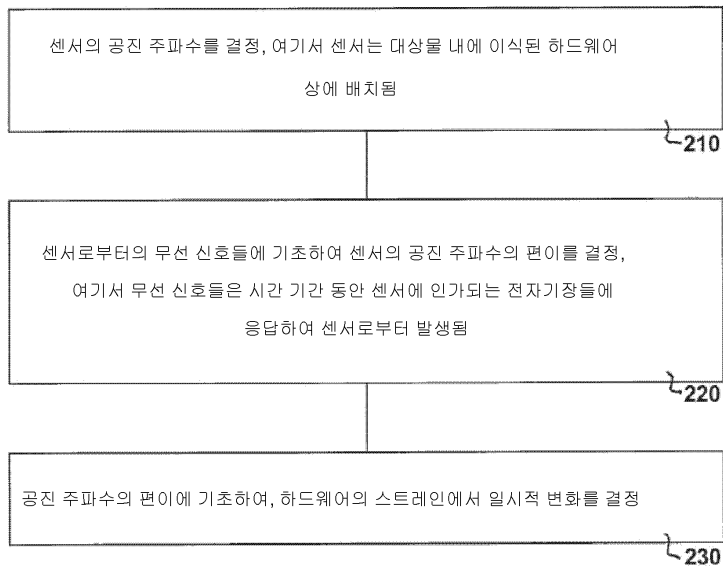 센서의 공진 주파수를 결정, 여기서 센서는 대상물 내에 이식된 하드웨어
상에 배치됨
210
센서로부터의 무선 신호들에 기초하여 센서의 공진 주파수의 편이를 결정,
여기서 무선 신호들은 시간 기간 동안 센서에 인가되는 전자기장들에
응답하여 센서로부터 발생됨
220
공진 주파수의 편이에 기초하여, 하드웨어의 스트레인에서 일시적 변화를 결정
230